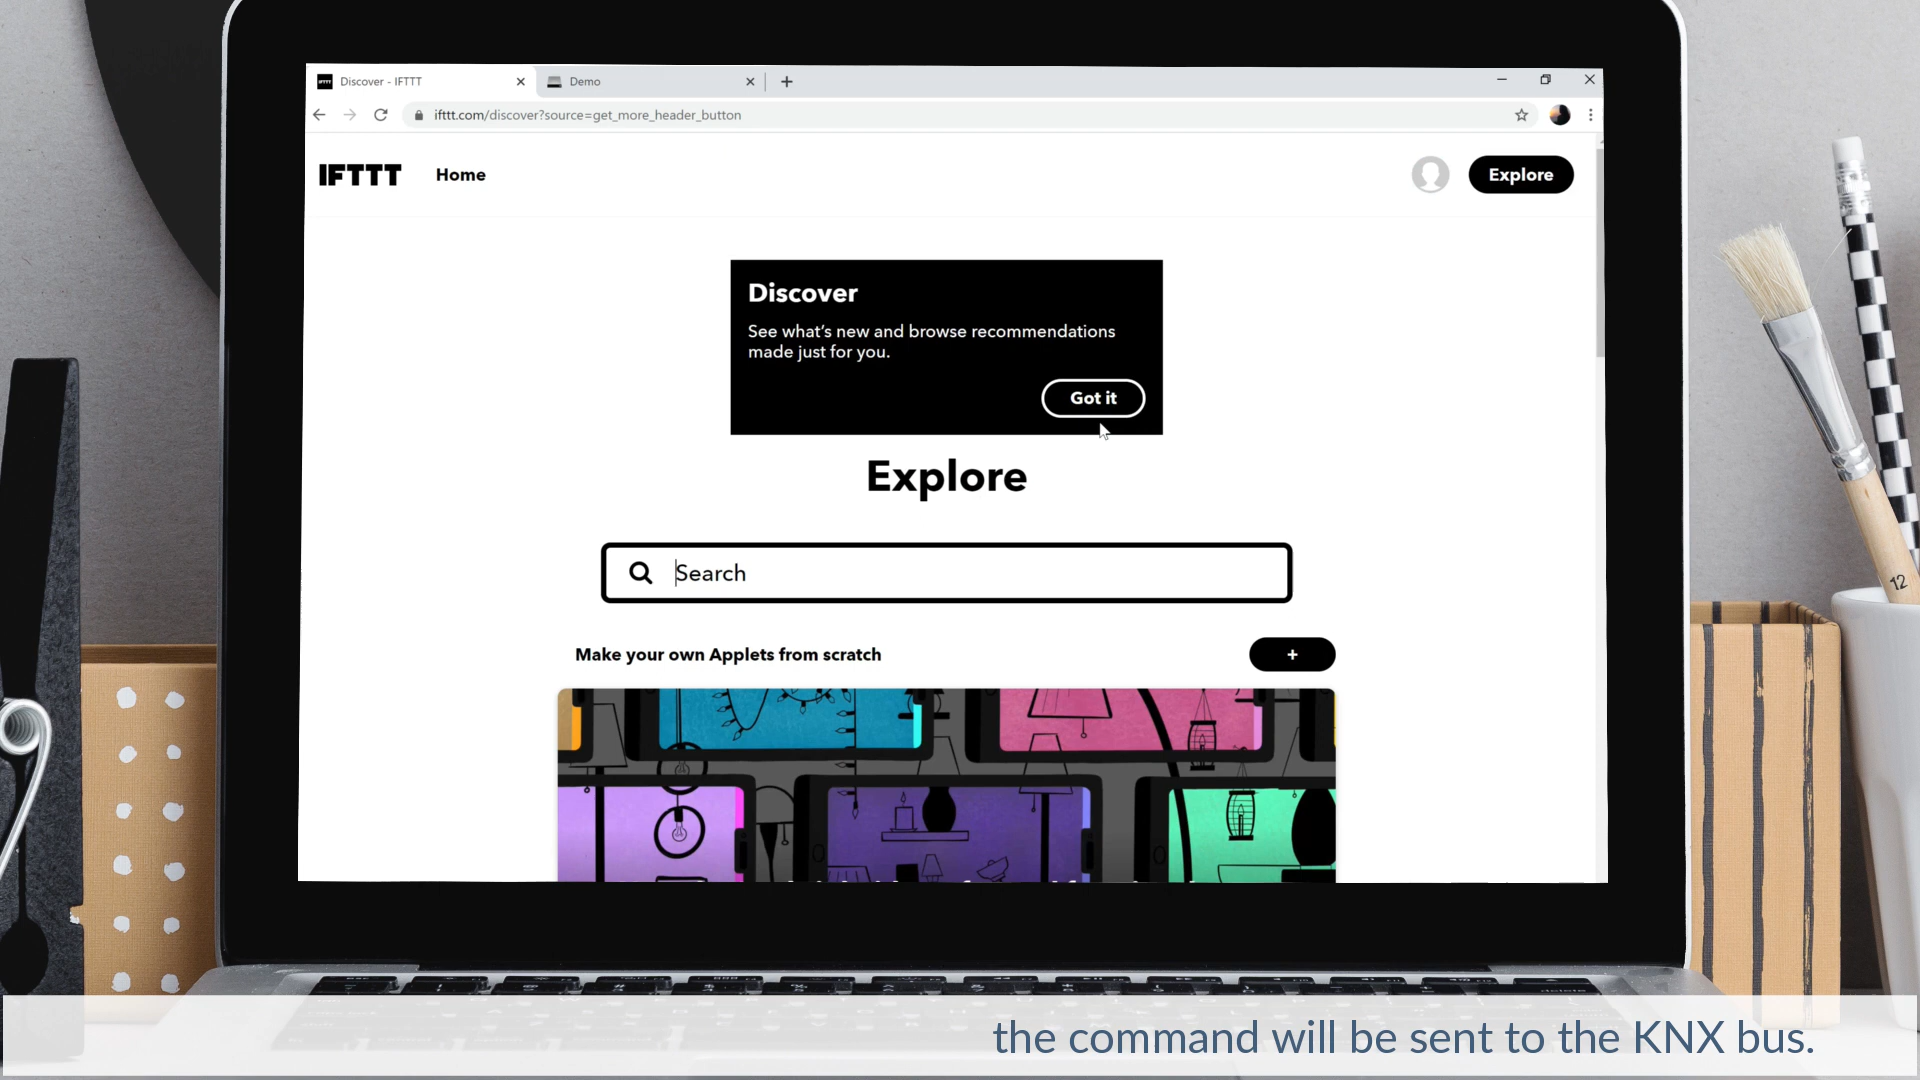 Discover - IFTTT
Demo
ifttt.com/discover?source=get_more_header_button
IFTTT
Home
Explore
Discover
See what's new and browse recommendations
made just for you.
Got it
Explore
Search
Make your own Applets from scratch
+
12
the command will be sent to the KNX bus.